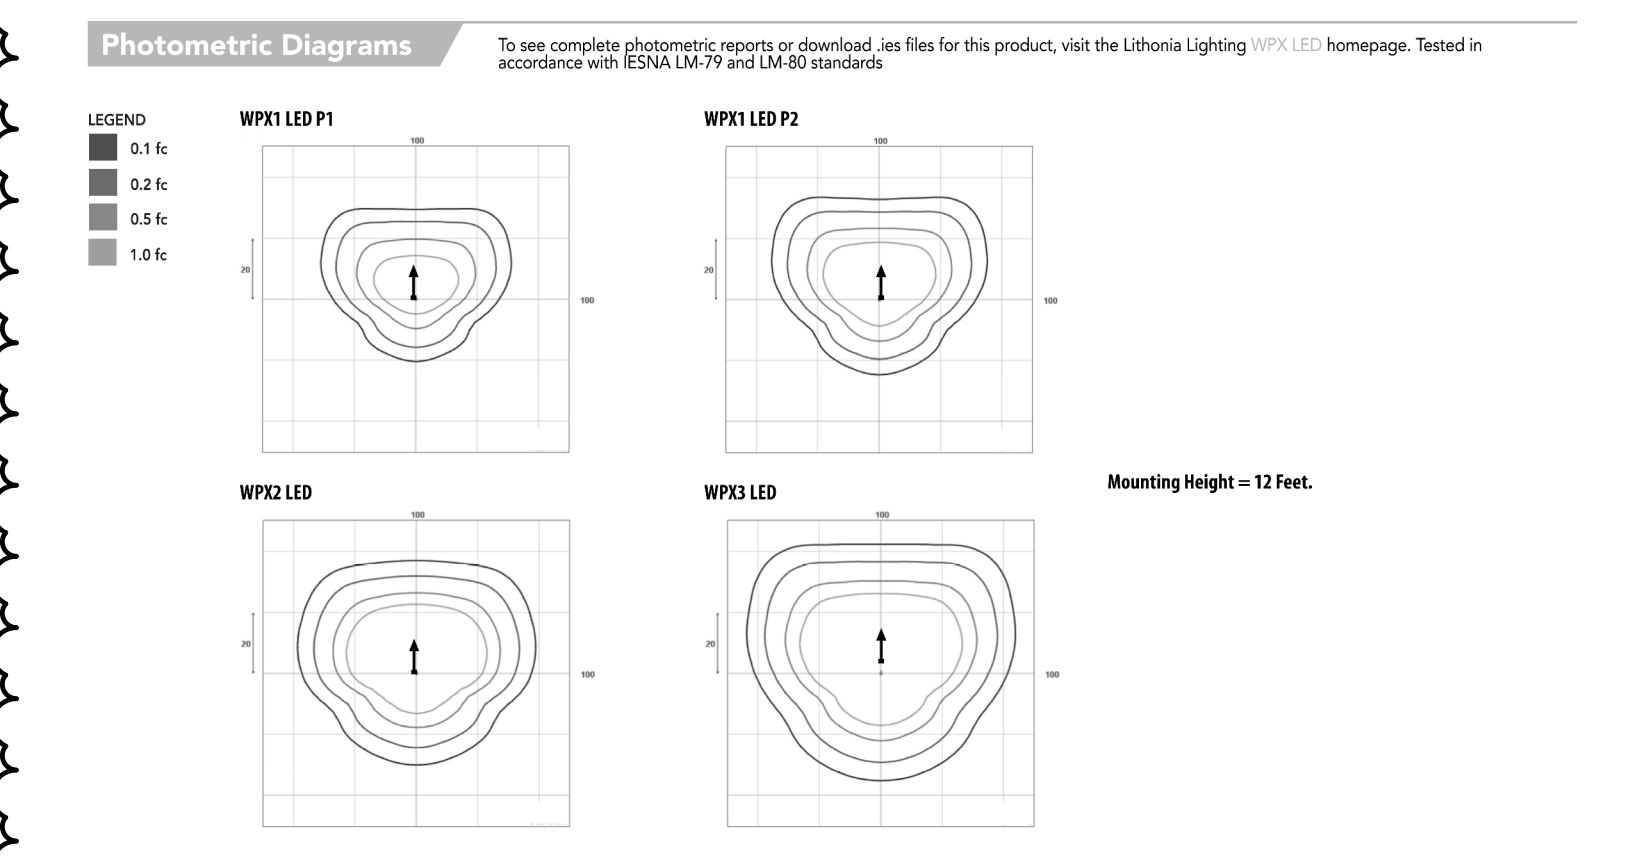 Photometric Diagrams
To see complete photometric reports or download .ies files for this product, visit the Lithonia Lighting WPX LED homepage. Tested in
accordance with IESNA LM-79 and LM-80 standards
LEGEND
0.1 fc
0.2 fc
0.5 fc
1.0 fc
WPX1 LED P1
100
20
100
WPX1 LED P2
100
20
100
WPX2 LED
100
20
100
WPX3 LED
100
20
100
Mounting Height = 12 Feet.